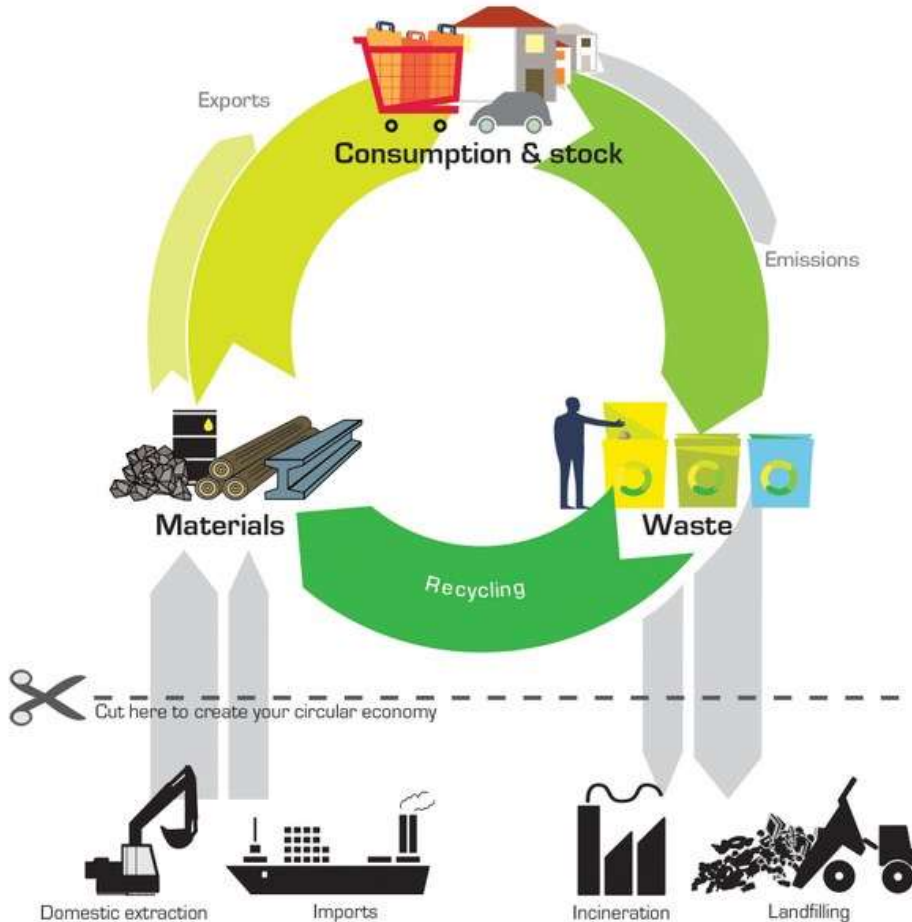 Exports
Consumption & stock
Emissions
Materials
Waste
Recycling
Cut here to create your circular economy
Domestic extraction
Imports
Incineration
Landfilling